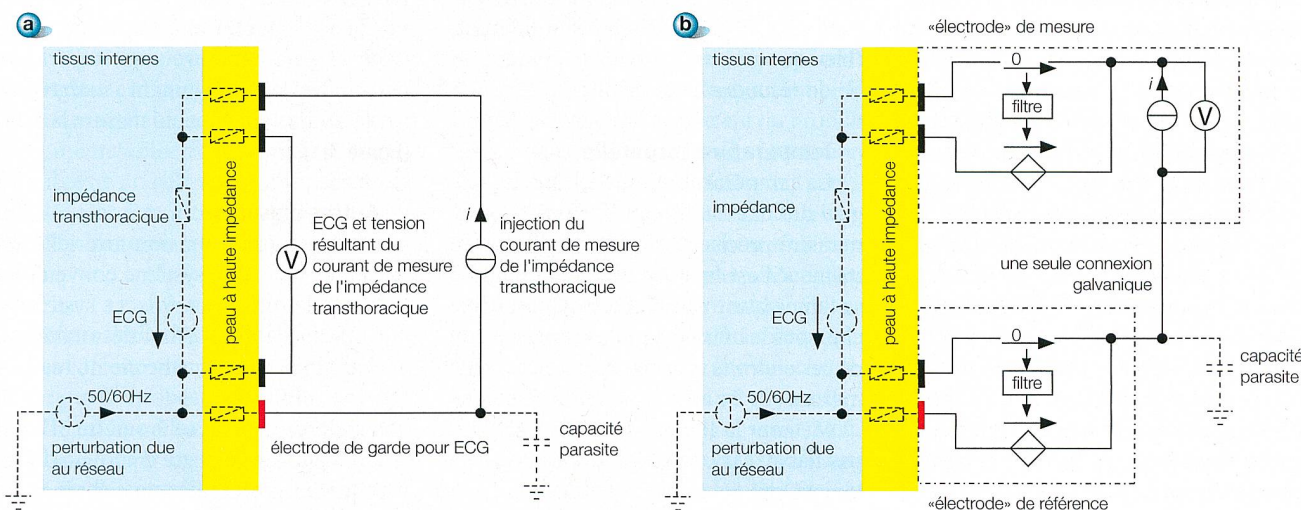 a
tissus internes
impédance
transthoracique
ECG
50/60Hz
perturbation due
au réseau
peau à haute impédance
V
ECG et tension
résultant du
courant de mesure
de l'impédance
transthoracique
i
injection du
courant de mesure
de l'impédance
transthoracique
électrode de garde pour ECG
capacité
parasite
b
«électrode» de mesure
tissus internes
impédance
ECG
50/60Hz
perturbation due
au réseau
peau à haute impédance
0
filtre
i
V
une seule connexion
galvanique
0
filtre
capacité
parasite
«électrode» de référence